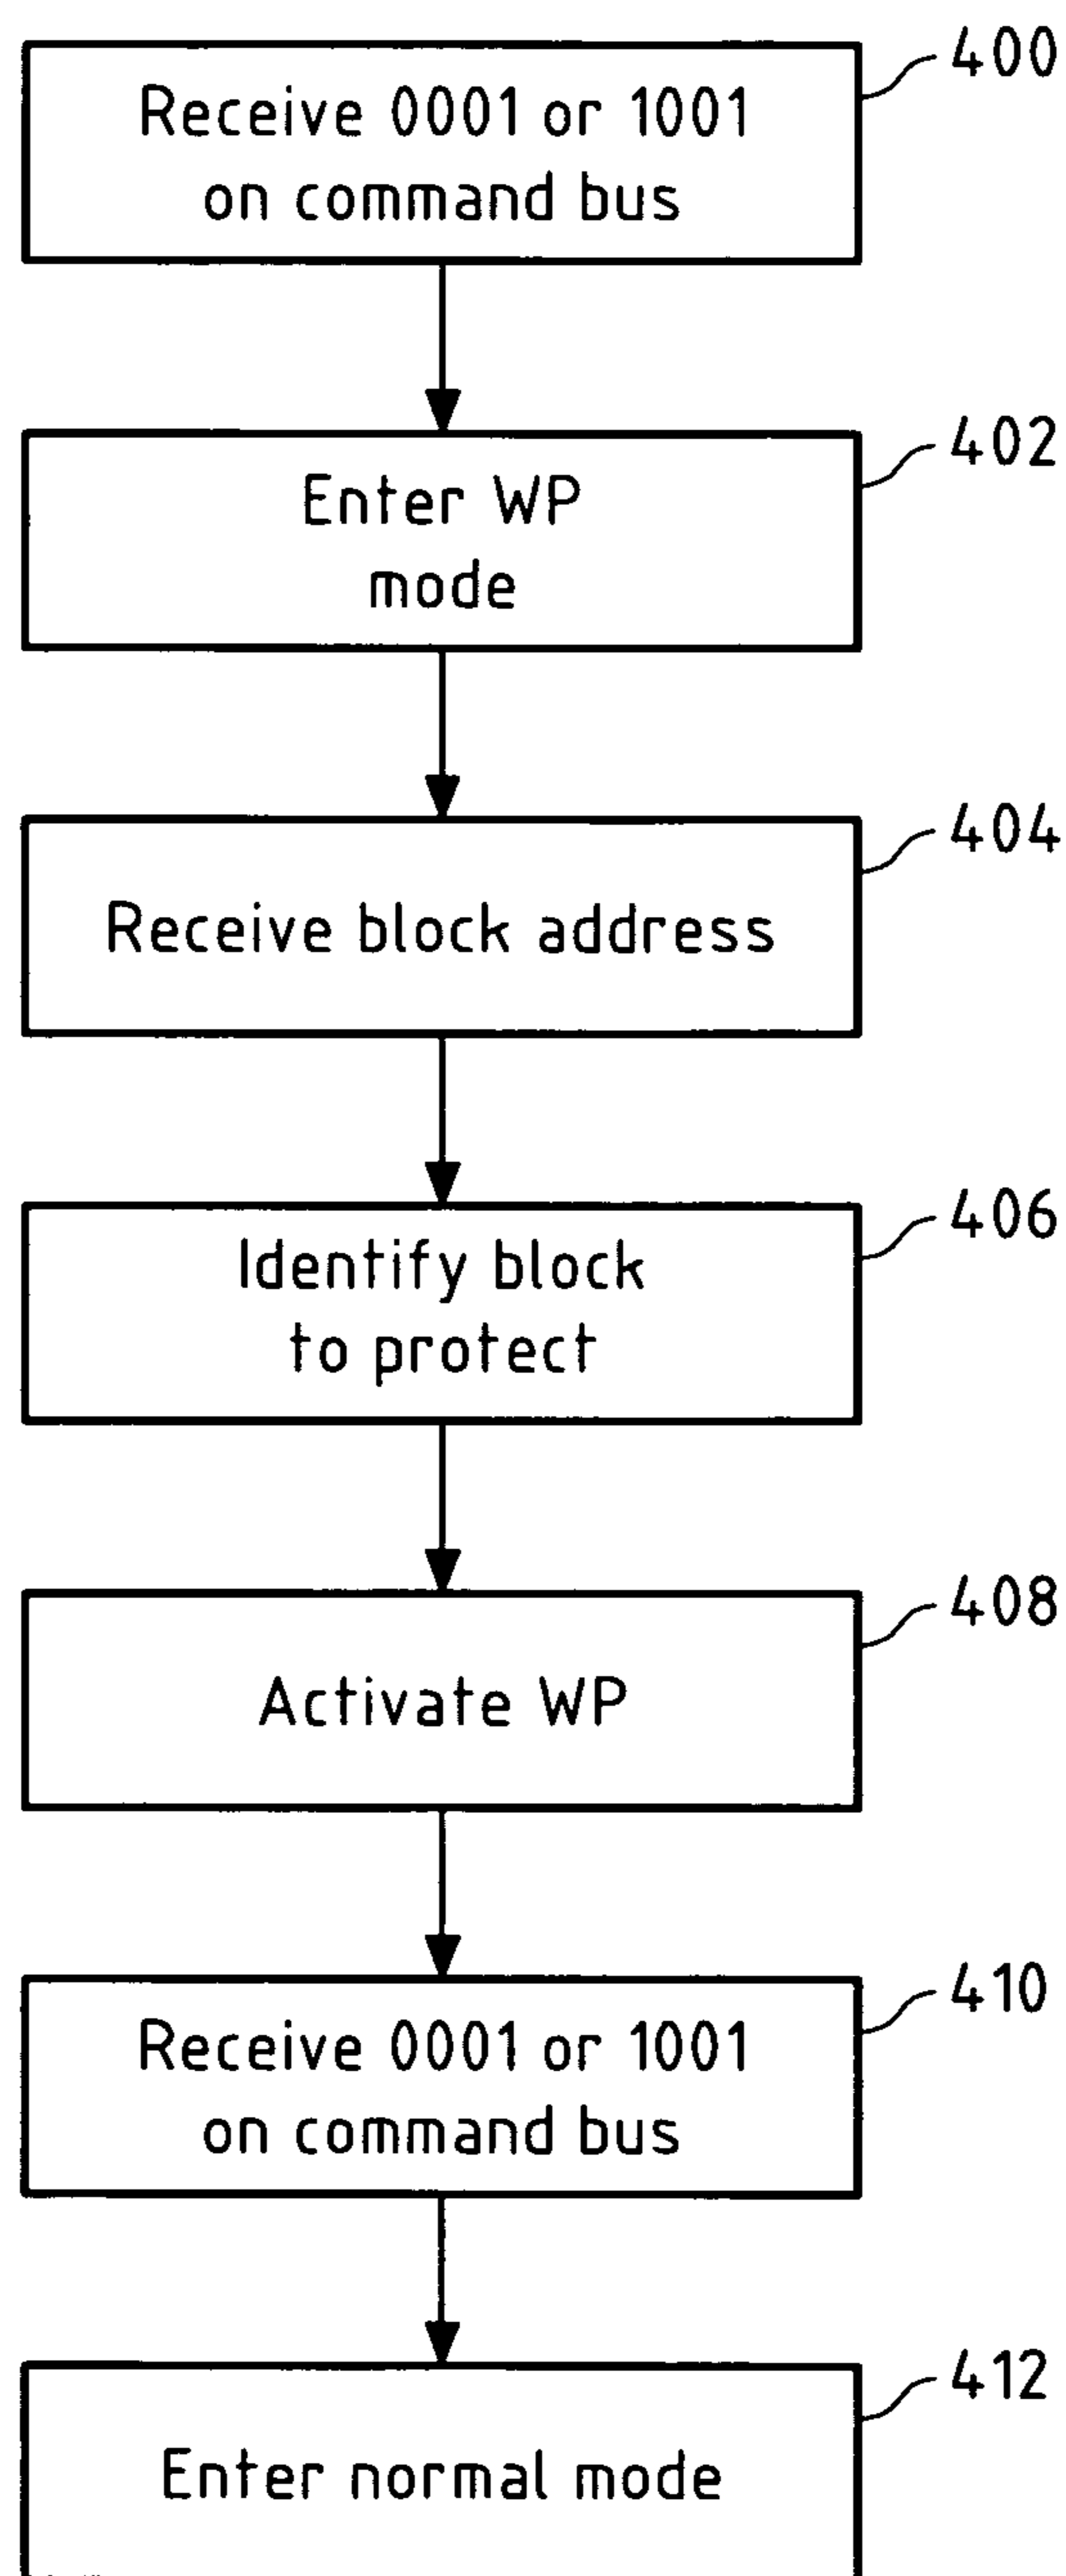 400
Receive 0001 or 1001
on command bus
402
Enter WP
mode
404
Receive block address
406
Identify block
to protect
408
Activate WP
410
Receive 0001 or 1001
on command bus
412
Enter normal mode